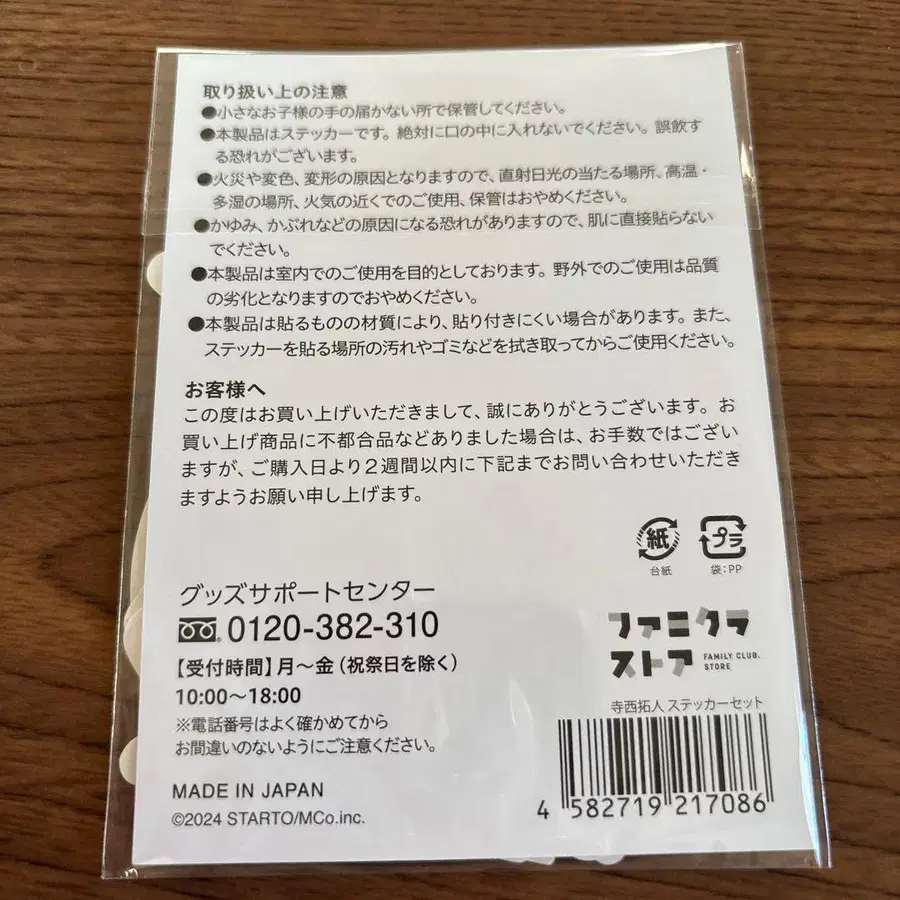 取り扱い上の注意
●小さなお子様の手の届かない所で保管してください。
●本製品はステッカーです。絶対に口の中に入れないでください。誤飲す
る恐れがございます。
●火災や変色、変形の原因となりますので、直射日光の当たる場所、高温・
多湿の場所、火気の近くでのご使用、保管はおやめください。
●かゆみ、かぶれなどの原因になる恐れがありますので、肌に直接貼らない
でください。
●本製品は室内でのご使用を目的としております。野外でのご使用は品質
の劣化となりますのでおやめください。
●本製品は貼るものの材質により、貼り付きにくい場合があります。また、
ステッカーを貼る場所の汚れやゴミなどを拭き取ってからご使用ください。
お客様へ
この度はお買い上げいただきまして、誠にありがとうございます。お
買い上げ商品に不都合品などありました場合は、お手数ではござい
ますが、ご購入日より2週間以内に下記までお問い合わせいただき
ますようお願い申し上げます。
紙
台紙
プラ
袋:PP
グッズサポートセンター
0120-382-310
【受付時間】月～金(祝祭日を除く)
10:00～18:00
※電話番号はよく確かめてから
お間違いのないようにご注意ください。
MADE IN JAPAN
©2024 STARTO/MCo.inc.
ファミクラ
ストア
FAMILY CLUB.
STORE
寺西拓人 ステッカーセット
4 582719 217086